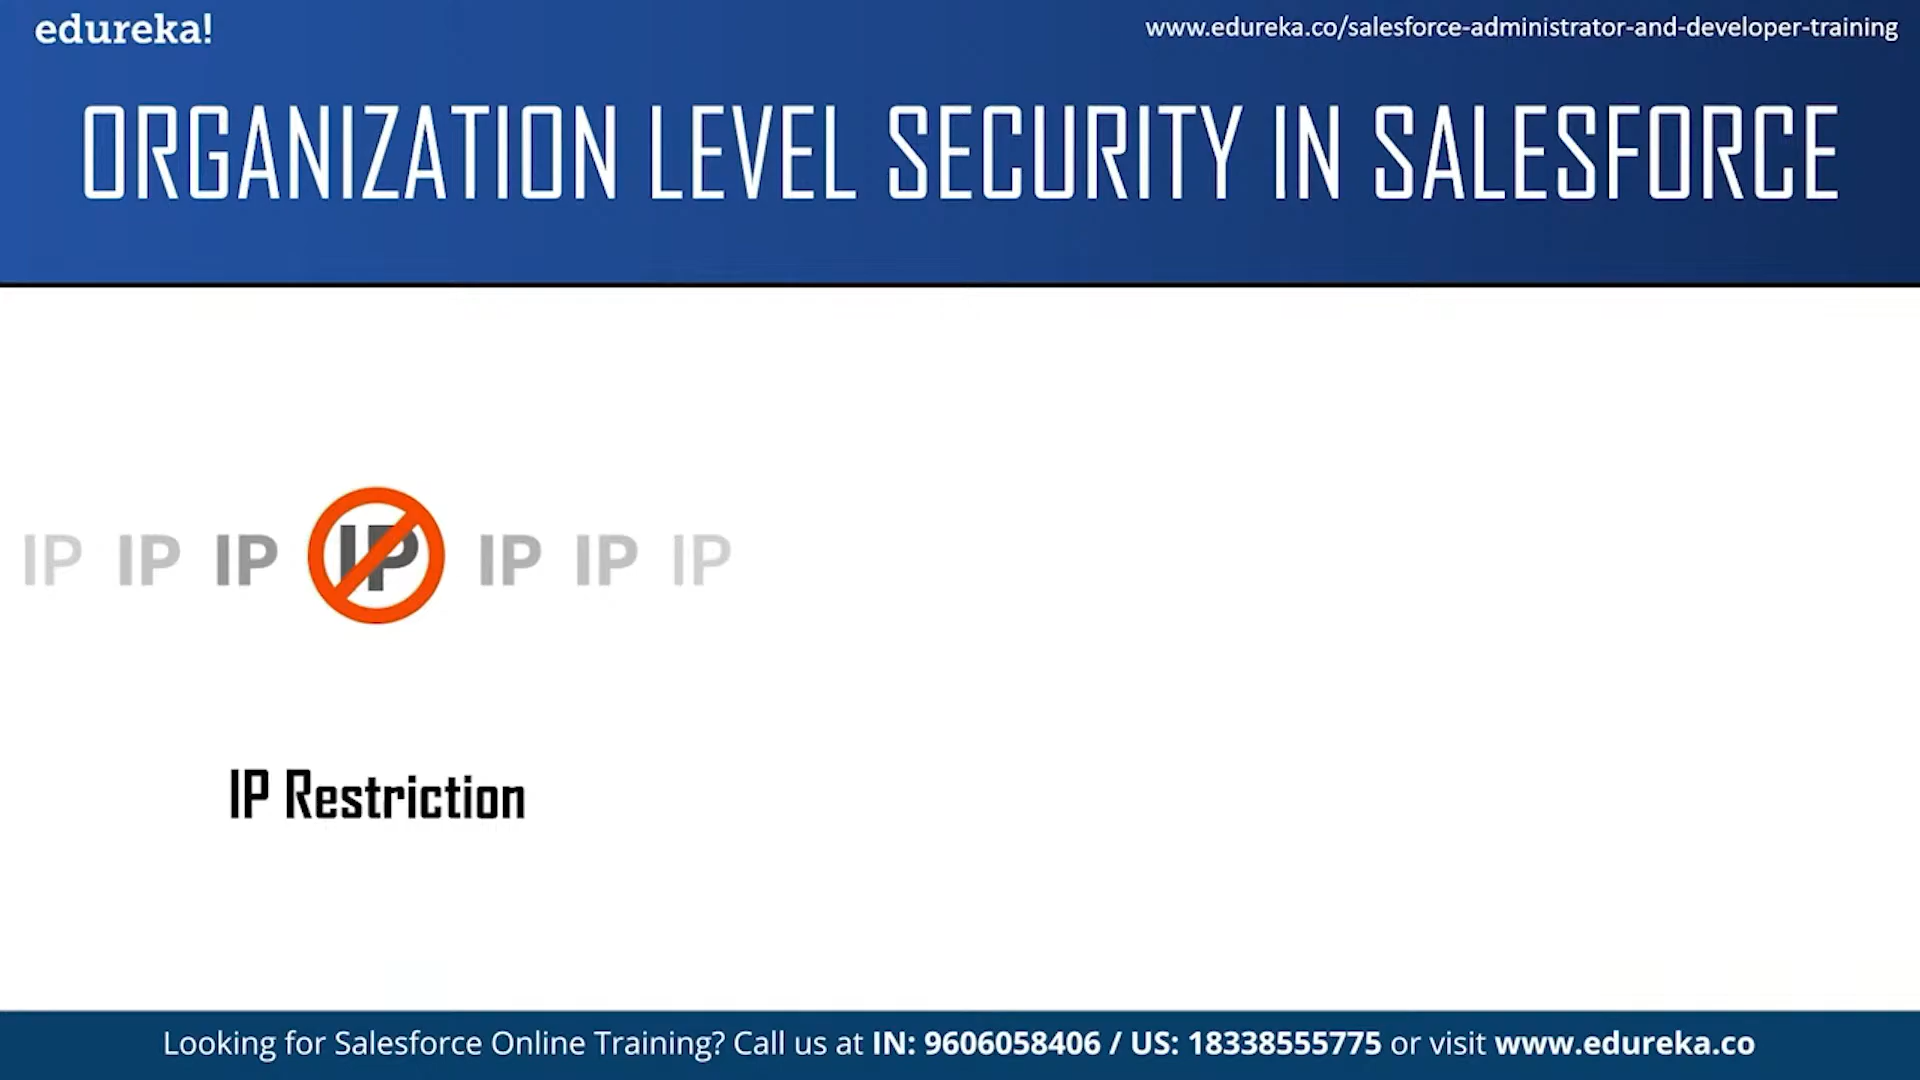 edureka!
www.edureka.co/salesforce-administrator-and-developer-training
ORGANIZATION LEVEL SECURITY IN SALESFORCE
IP IP IP IP IP IP IP
IP Restriction
Looking for Salesforce Online Training? Call us at IN: 9606058406 / US: 18338555775 or visit www.edureka.co